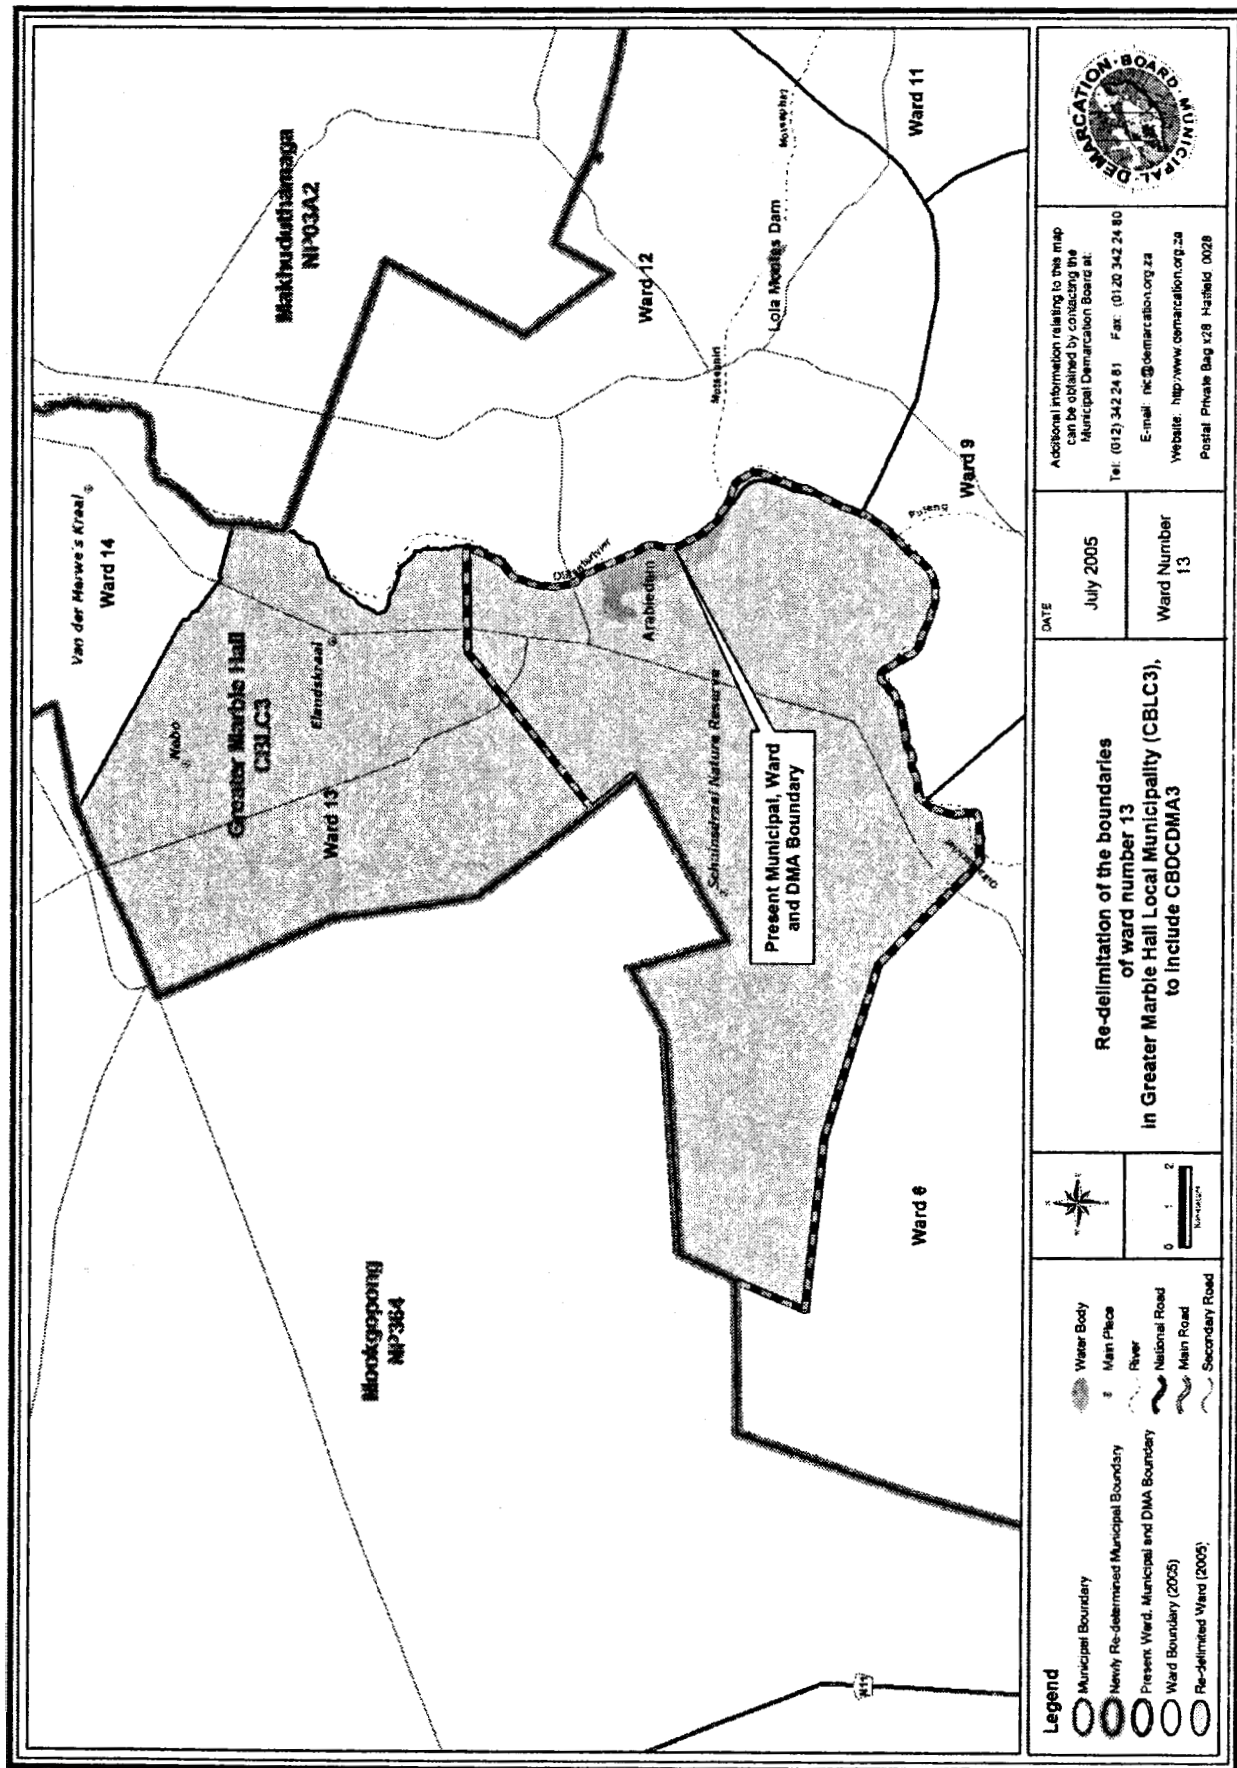 Makhuduthamaga
NP03A2
Van der Merwe's Kraal
Ward 14
Nebo
Greater Marble Hall
CBLC3
Elandskraal
Ward 13
Ward 12
Ward 11
Lola Montes Dam
Ward 9
Puleng
Arabiedam
Present Municipal, Ward
and DMA Boundary
Mookgopong
NP364
Ward 6
N11
Legend
Municipal Boundary
Newly Re-determined Municipal Boundary
Present Ward, Municipal and DMA Boundary
Ward Boundary (2005)
Re-delimited Ward (2005)
Water Body
Main Place
River
National Road
Main Road
Secondary Road
0 1 2
Re-delimitation of the boundaries
of ward number 13
in Greater Marble Hall Local Municipality (CBLC3),
to include CBDCDMA3
DATE
July 2005
Ward Number
13
Additional information relating to this map
can be obtained by contacting the
Municipal Demarcation Board at:
Tel: (012) 342 24 81 Fax: (0120 342 24 80
E-mail: nic@demarcation.org.za
Website: http:/www.demarcation.org.za
Postal: Private Bag x28 Hatfield, 0028
MUNICIPAL DEMARCATION BOARD